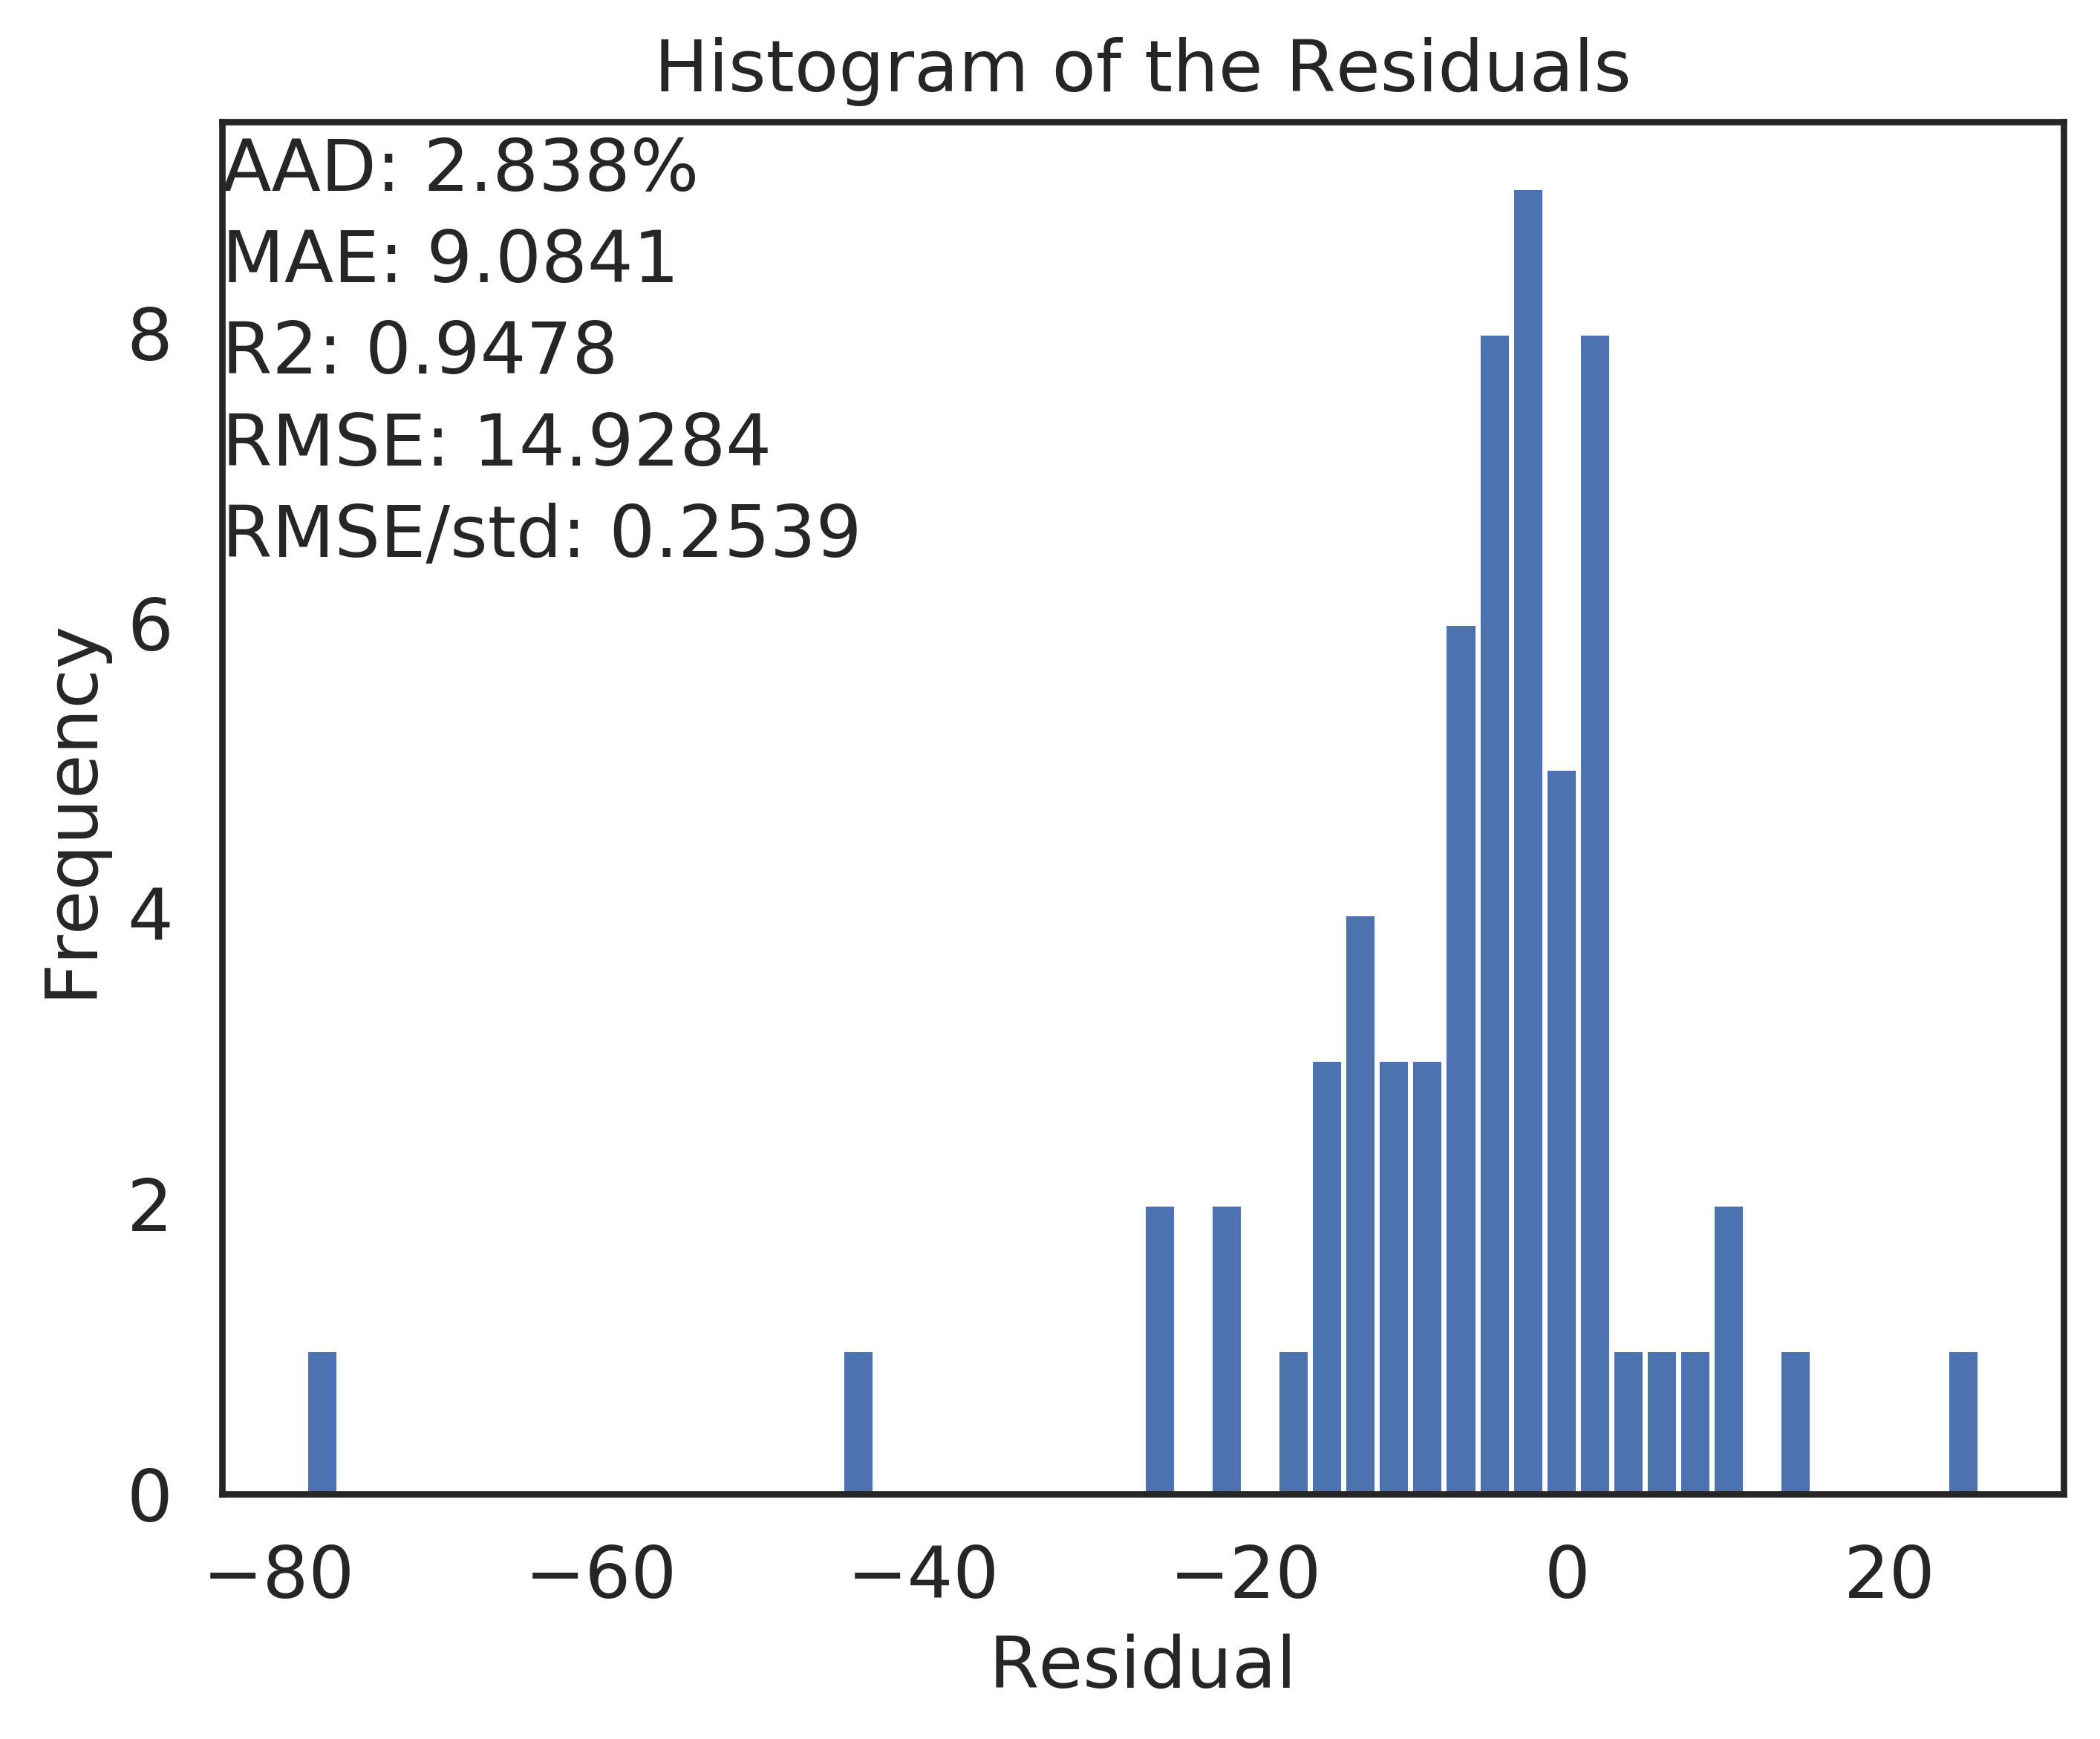 Histogram of the Residuals
AAD: 2.838%
MAE: 9.0841
R2: 0.9478
RMSE: 14.9284
RMSE/std: 0.2539
Frequency
8
6
4
2
0
−80 −60 −40 −20 0 20
Residual